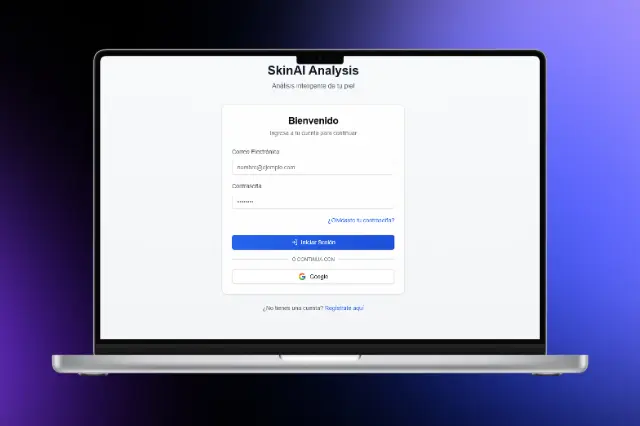 SkinAI Analysis
Análisis inteligente de tu piel
Bienvenido
Ingresa a tu cuenta para continuar
Correo Electrónico
nombre@ejemplo.com
Contraseña
••••••••
¿Olvidaste tu contraseña?
Iniciar Sesión
O CONTINUA CON
Google
¿No tienes una cuenta? Regístrate aquí